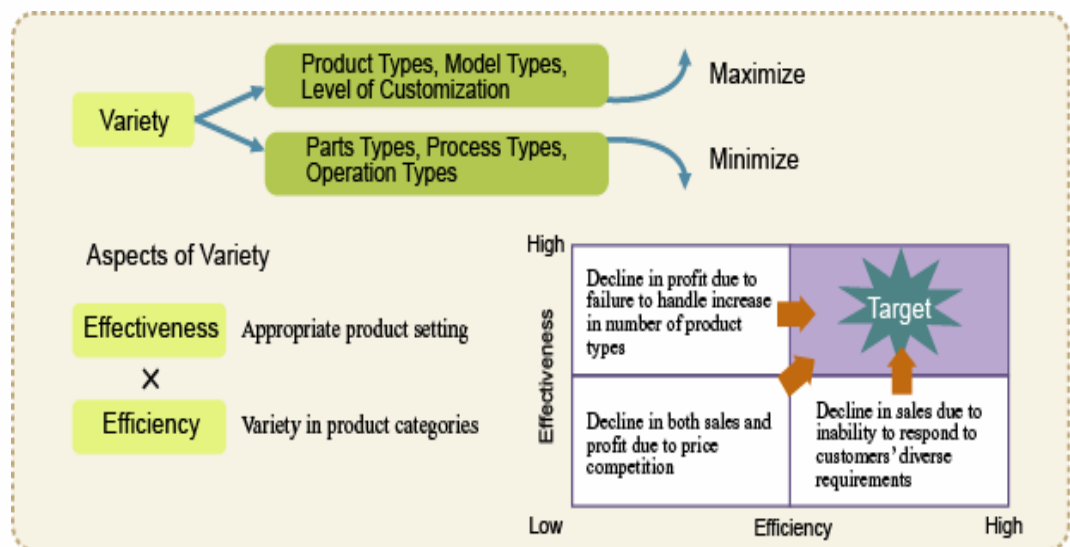 Product Types, Model Types,
Level of Customization
Maximize
Variety
Parts Types, Process Types,
Operation Types
Minimize
Aspects of Variety
Effectiveness
Appropriate product setting
×
Efficiency
Variety in product categories
High
Effectiveness
Decline in profit due to
failure to handle increase
in number of product
types
Target
Decline in both sales and
profit due to price
competition
Decline in sales due to
inability to respond to
customers' diverse
requirements
Low
Efficiency
High